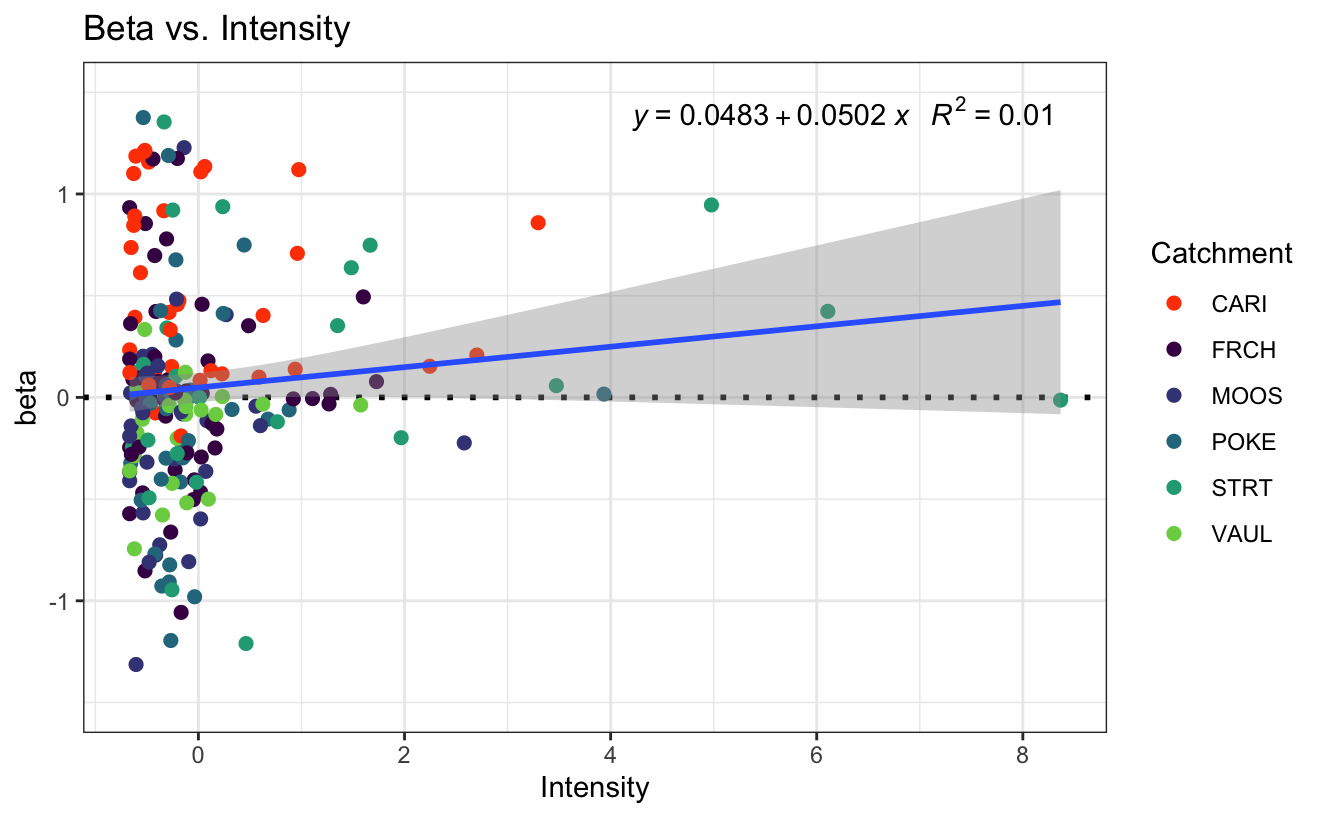 Beta vs. Intensity
y = 0.0483 + 0.0502 x R² = 0.01
1
0
-1
beta
0 2 4 6 8
Intensity
Catchment
CARI
FRCH
MOOS
POKE
STRT
VAUL